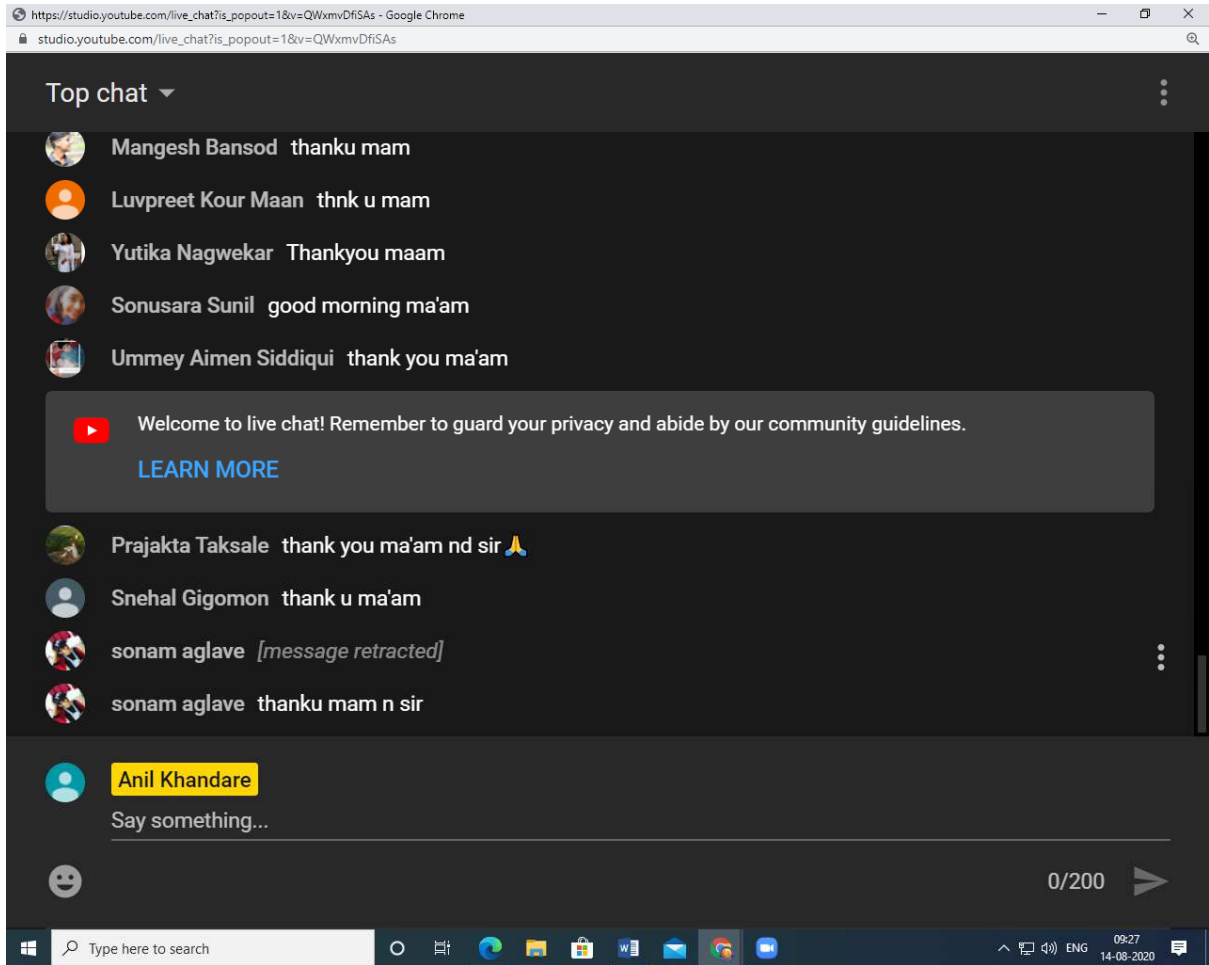 https://studio.youtube.com/live_chat?is_popout=1&v=QWxmvDfiSAs - Google Chrome
studio.youtube.com/live_chat?is_popout=1&v=QWxmvDfiSAs
Top chat
Mangesh Bansod thanku mam
Luvpreet Kour Maan thnk u mam
Yutika Nagwekar Thankyou maam
Sonusara Sunil good morning ma'am
Ummey Aimen Siddiqui thank you ma'am
Welcome to live chat! Remember to guard your privacy and abide by our community guidelines.
LEARN MORE
Prajakta Taksale thank you ma'am nd sir🙏
Snehal Gigomon thank u ma'am
sonam aglave [message retracted]
sonam aglave thanku mam n sir
Anil Khandare
Say something...
0/200
Type here to search
ENG
09:27
14-08-2020